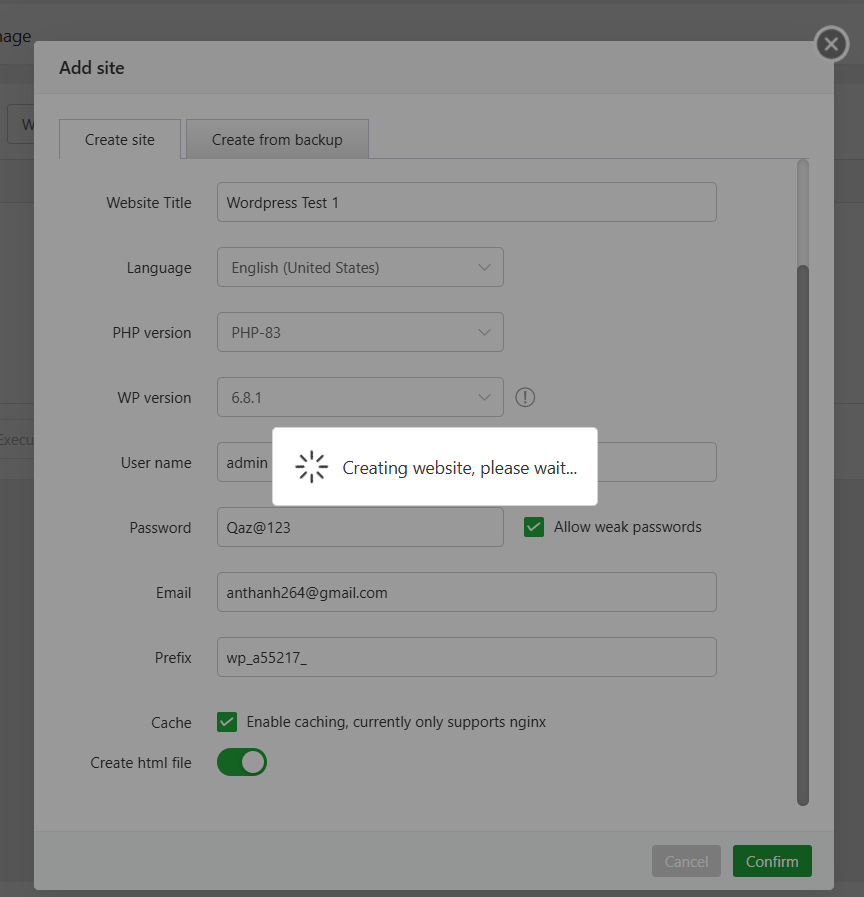 nage
Add site
W
Create site
Create from backup
Website Title
Wordpress Test 1
Language
English (United States)
PHP version
PHP-83
WP version
6.8.1
Execu
User name
admin
Creating website, please wait...
Password
Qaz@123
Allow weak passwords
Email
anthanh264@gmail.com
Prefix
wp_a55217_
Cache
Enable caching, currently only supports nginx
Create html file
Cancel
Confirm